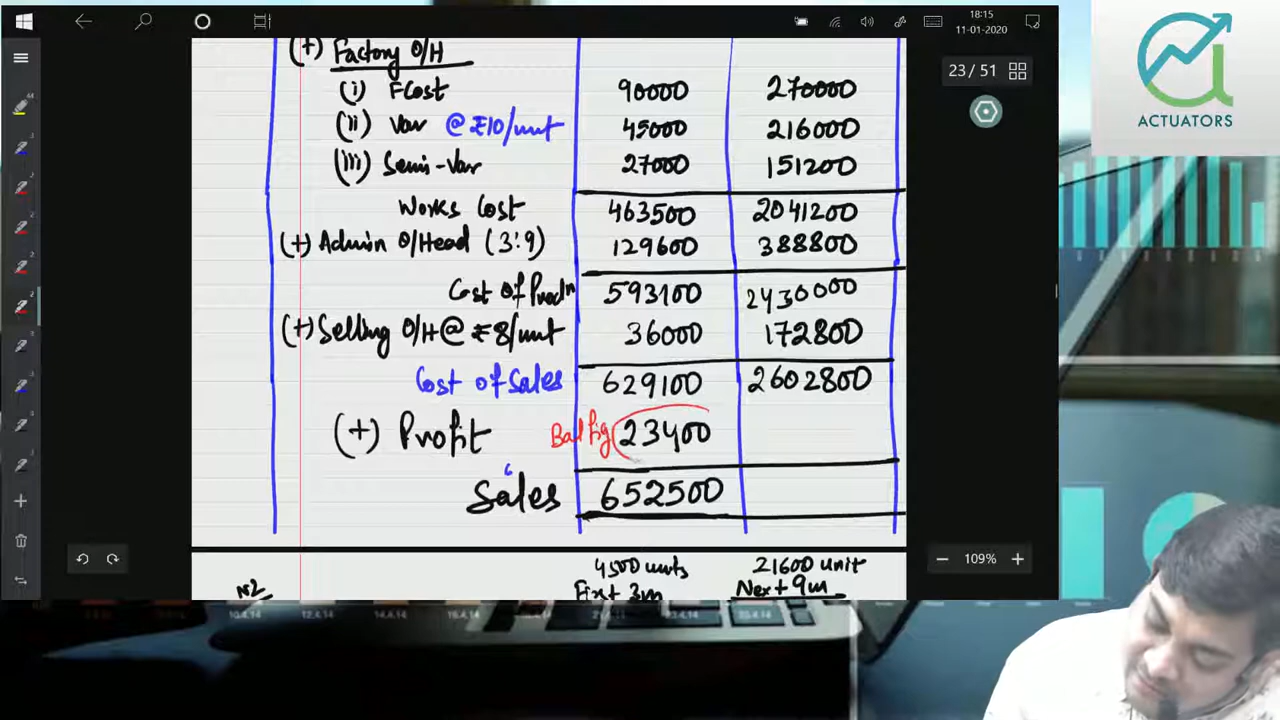 18:15
11-01-2020
23 / 51
ACTUATORS
(+) Factory O/H
(i) FCost 90000 270000
(ii) Var @ ₹10/unit 45000 216000
(iii) Semi-Var 27000 151200
Works Cost 463500 2041200
(+) Admin O/Head (3:9) 129600 388800
Cost of Prodn 593100 2430000
(+) Selling O/H @ ₹8/unit 36000 172800
Cost of Sales 629100 2602800
(+) Profit Bal fig 23400
Sales 652500
109%
4500 units 21600 unit
First 3m Next 9m
N2